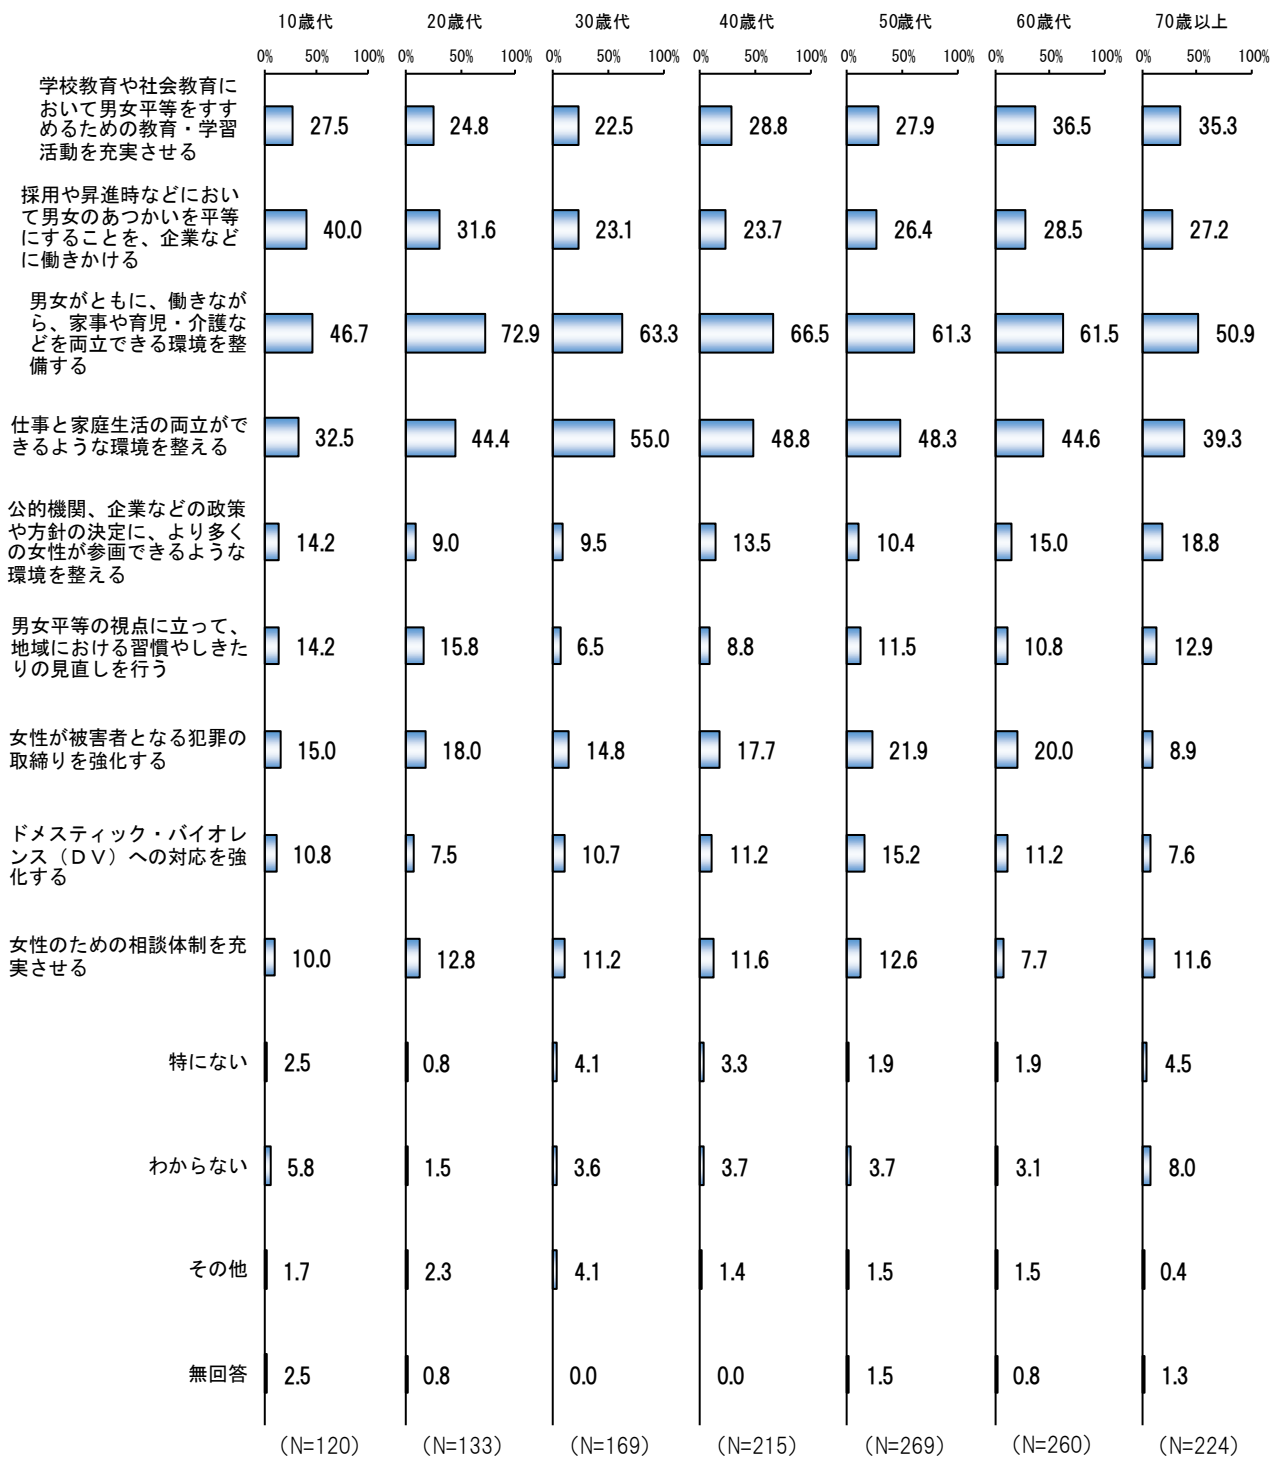 10歳代 20歳代 30歳代 40歳代 50歳代 60歳代 70歳以上
0% 50% 100% 0% 50% 100% 0% 50% 100% 0% 50% 100% 0% 50% 100% 0% 50% 100% 0% 50% 100%
学校教育や社会教育に
おいて男女平等をすす
めるための教育・学習
活動を充実させる
27.5 24.8 22.5 28.8 27.9 36.5 35.3
採用や昇進時などにおい
て男女のあつかいを平等
にすることを、企業など
に働きかける
40.0 31.6 23.1 23.7 26.4 28.5 27.2
男女がともに、働きなが
ら、家事や育児・介護な
どを両立できる環境を整
備する
46.7 72.9 63.3 66.5 61.3 61.5 50.9
仕事と家庭生活の両立がで
きるような環境を整える
32.5 44.4 55.0 48.8 48.3 44.6 39.3
公的機関、企業などの政策
や方針の決定に、より多く
の女性が参画できるような
環境を整える
14.2 9.0 9.5 13.5 10.4 15.0 18.8
男女平等の視点に立って、
地域における習慣やしきた
りの見直しを行う
14.2 15.8 6.5 8.8 11.5 10.8 12.9
女性が被害者となる犯罪の
取締りを強化する
15.0 18.0 14.8 17.7 21.9 20.0 8.9
ドメスティック・バイオレ
ンス（ＤＶ）への対応を強
化する
10.8 7.5 10.7 11.2 15.2 11.2 7.6
女性のための相談体制を充
実させる
10.0 12.8 11.2 11.6 12.6 7.7 11.6
特にない
2.5 0.8 4.1 3.3 1.9 1.9 4.5
わからない
5.8 1.5 3.6 3.7 3.7 3.1 8.0
その他
1.7 2.3 4.1 1.4 1.5 1.5 0.4
無回答
2.5 0.8 0.0 0.0 1.5 0.8 1.3
（N=120） （N=133） （N=169） （N=215） （N=269） （N=260） （N=224）